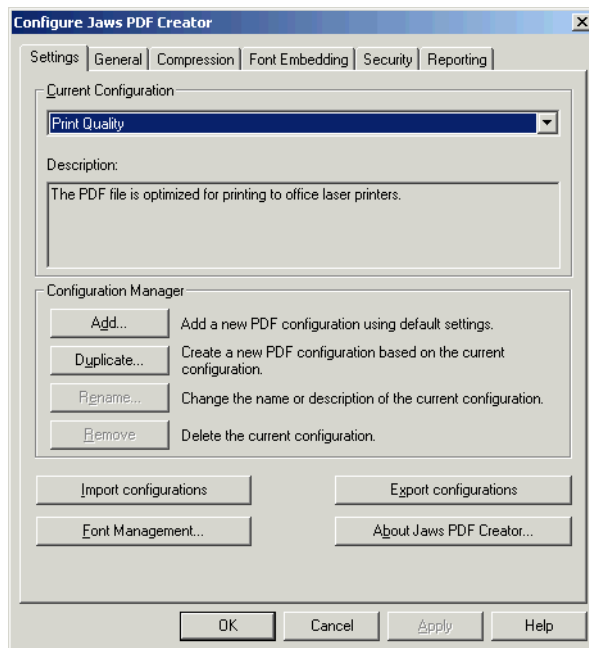 Configure Jaws PDF Creator
Settings General Compression Font Embedding Security Reporting
Current Configuration
Print Quality
Description:
The PDF file is optimized for printing to office laser printers.
Configuration Manager
Add... Add a new PDF configuration using default settings.
Duplicate... Create a new PDF configuration based on the current
configuration.
Rename... Change the name or description of the current configuration.
Remove Delete the current configuration.
Import configurations Export configurations
Font Management... About Jaws PDF Creator...
OK Cancel Apply Help